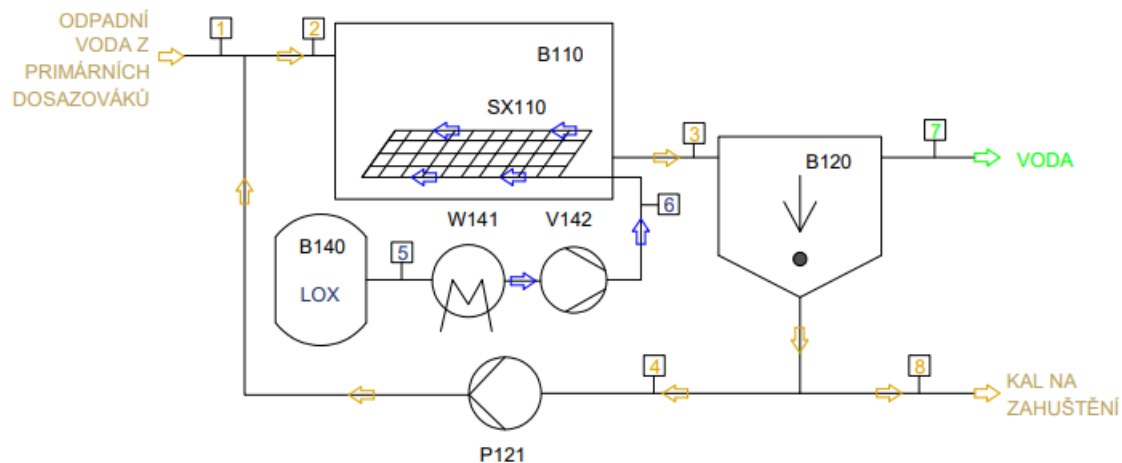 ODPADNÍ
VODA Z
PRIMÁRNÍCH
DOSAZOVÁKŮ
1
2
B110
SX110
3
B120
7
VODA
W141
V142
6
B140
LOX
5
4
8
KAL NA
ZAHUŠTĚNÍ
P121